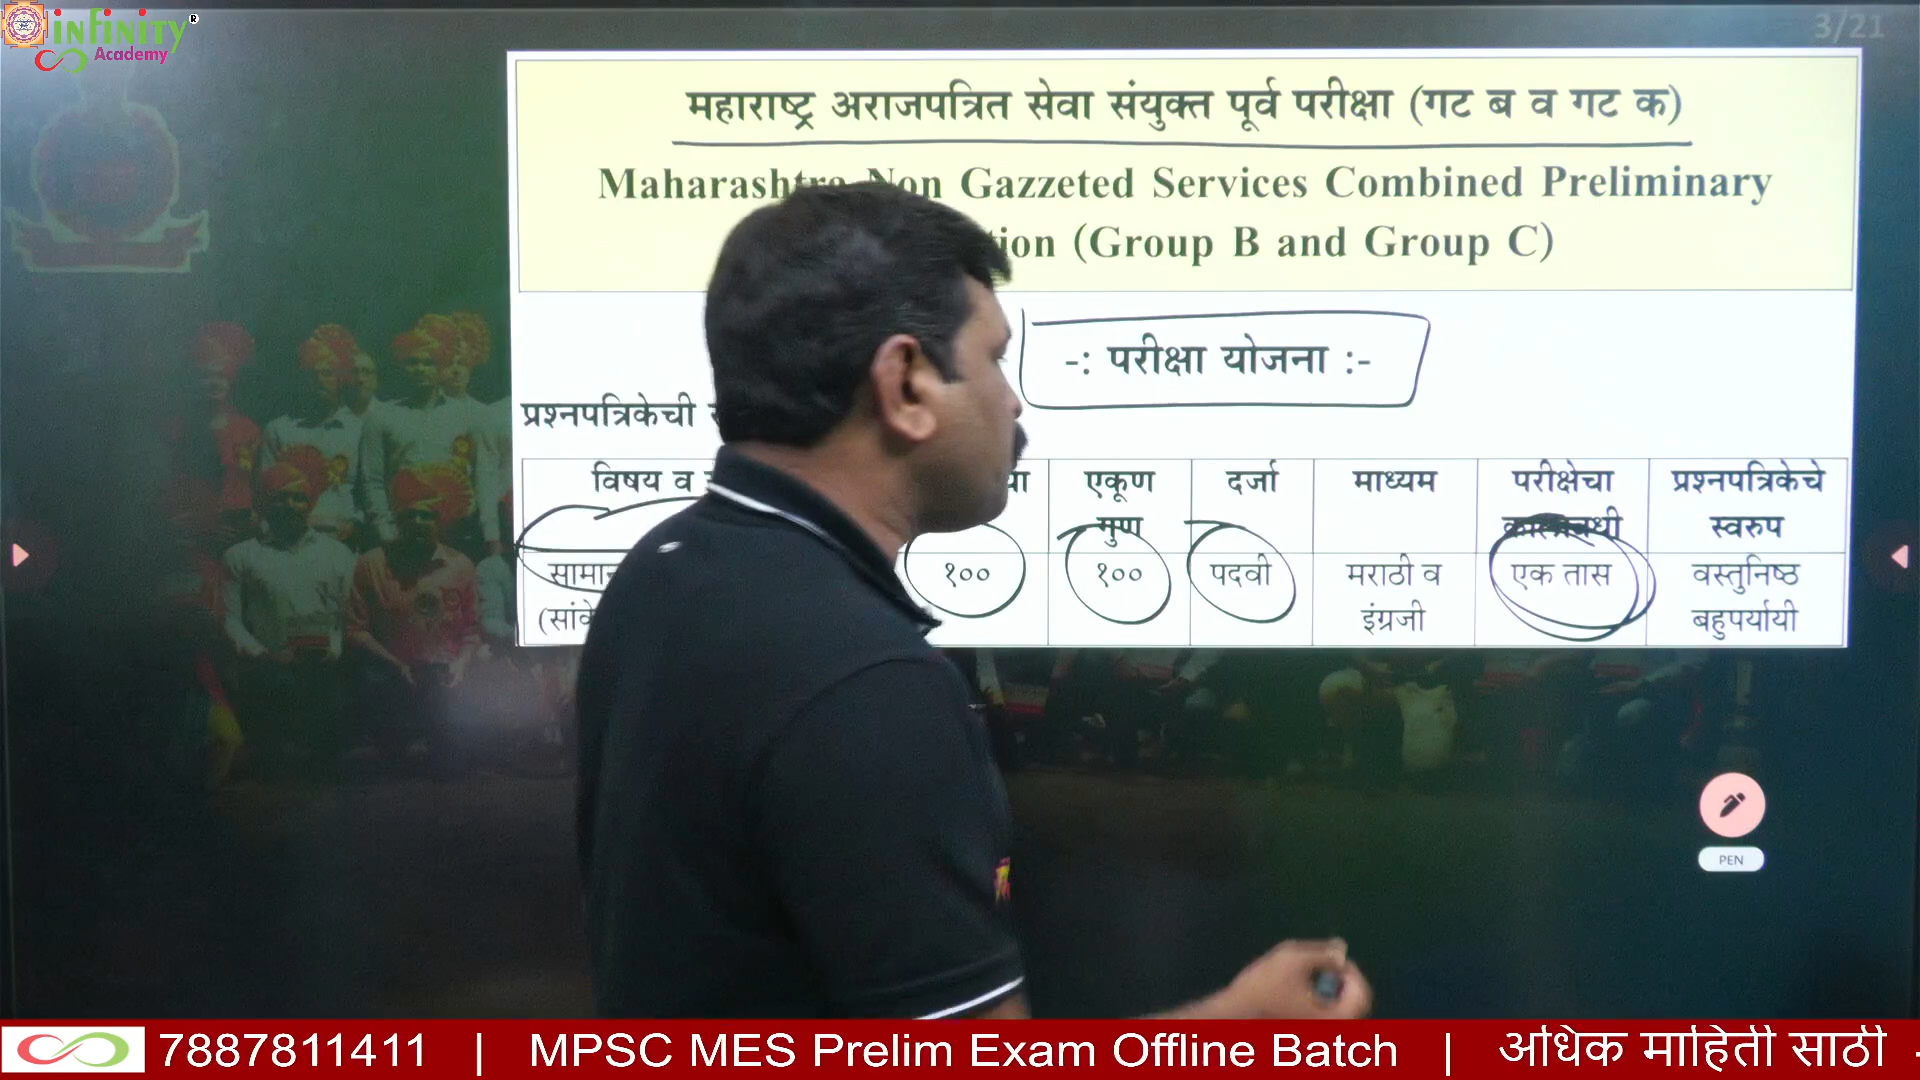 infinity
Academy
3/21
महाराष्ट्र अराजपत्रित सेवा संयुक्त पूर्व परीक्षा (गट ब व गट क)
Maharashtra Non Gazzeted Services Combined Preliminary
tion (Group B and Group C)
-: परीक्षा योजना :-
प्रश्नपत्रिकेची
विषय व
एकूण गुण
दर्जा
माध्यम
परीक्षेचा कालावधी
प्रश्नपत्रिकेचे स्वरुप
सामान
(सांके
१००
१००
पदवी
मराठी व इंग्रजी
एक तास
वस्तुनिष्ठ बहुपर्यायी
PEN
7887811411 | MPSC MES Prelim Exam Offline Batch | अधिक माहिती साठी -